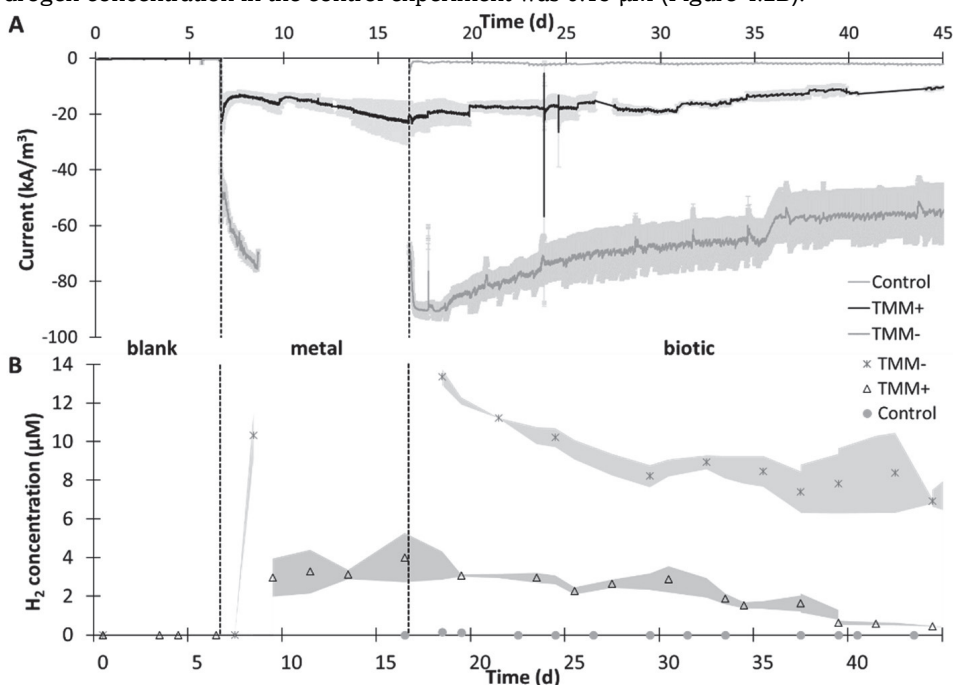 drogen concentration in the control experiment was 0.10 µM (Figure 4.2B).
A
Time (d)
0 5 10 15 20 25 30 35 40 45
Current (kA/m³)
0
-20
-40
-60
-80
-100
Control
TMM+
TMM-
blank metal biotic
B
H₂ concentration (µM)
14
12
10
8
6
4
2
0
TMM-
TMM+
Control
0 5 10 15 20 25 30 35 40
Time (d)